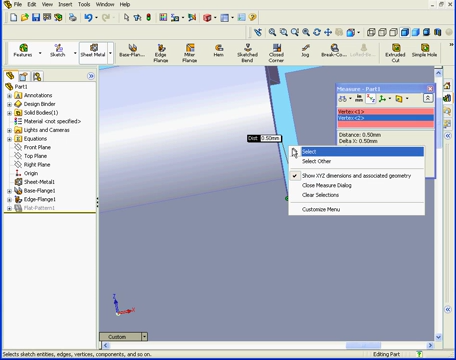 File Edit View Insert Tools Window Help
Features
Sketch
Sheet Metal
Base-Flan...
Edge Flange
Miter Flange
Hem
Sketched Bend
Closed Corner
Jog
Break-Co...
Extruded Cut
Simple Hole
Part1
Annotations
Design Binder
Solid Bodies(1)
Material <not specified>
Lights and Cameras
Equations
Front Plane
Top Plane
Right Plane
Origin
Sheet-Metal1
Base-Flange1
Edge-Flange1
Flat-Pattern1
Dist: 0.50mm
Measure - Part1
Vertex<1>
Vertex<2>
Distance: 0.50mm
Delta X: 0.50mm
Select
Select Other
Show XYZ dimensions and associated geometry
Close Measure Dialog
Clear Selections
Customize Menu
Custom
Selects sketch entities, edges, vertices, components, and so on.
Editing Part